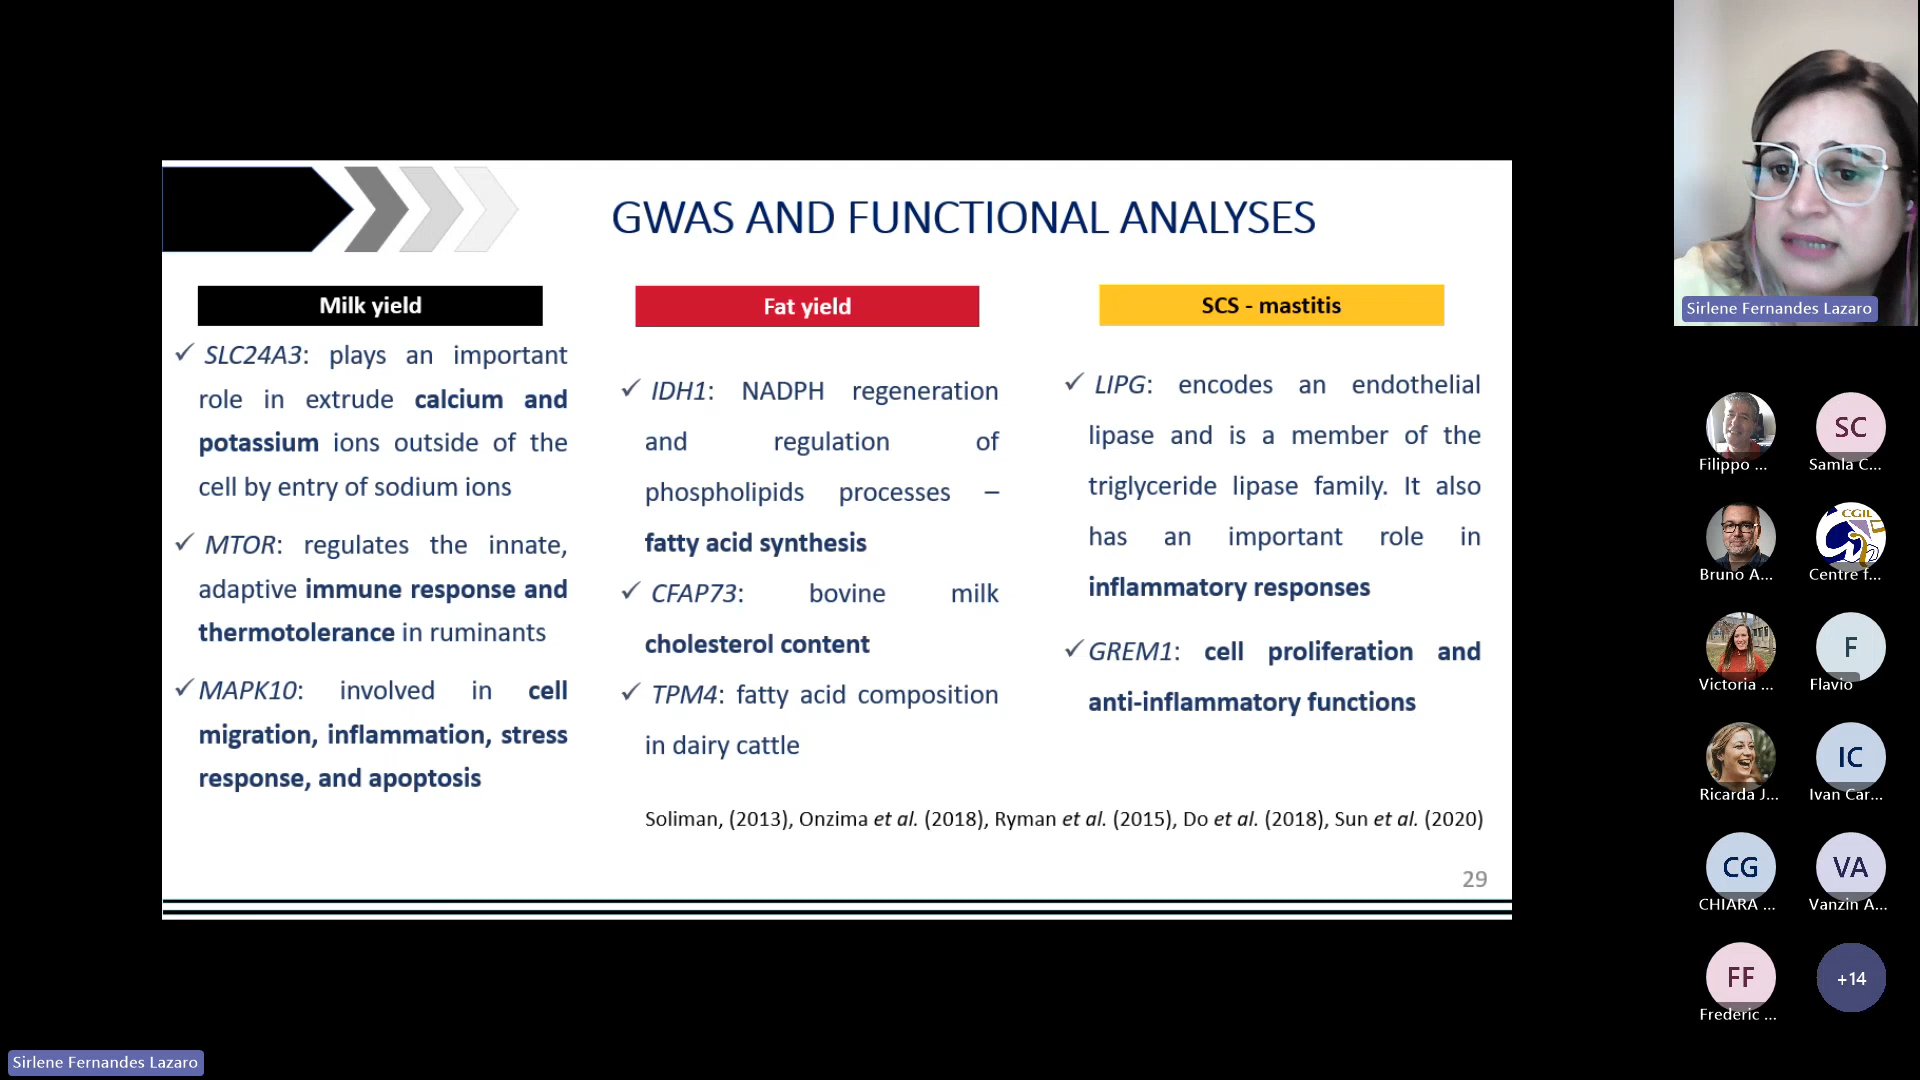 GWAS AND FUNCTIONAL ANALYSES
Milk yield
✓ SLC24A3: plays an important
role in extrude calcium and
potassium ions outside of the
cell by entry of sodium ions
✓ MTOR: regulates the innate,
adaptive immune response and
thermotolerance in ruminants
✓ MAPK10: involved in cell
migration, inflammation, stress
response, and apoptosis
Fat yield
✓ IDH1: NADPH regeneration
and regulation of
phospholipids processes –
fatty acid synthesis
✓ CFAP73: bovine milk
cholesterol content
✓ TPM4: fatty acid composition
in dairy cattle
SCS - mastitis
✓ LIPG: encodes an endothelial
lipase and is a member of the
triglyceride lipase family. It also
has an important role in
inflammatory responses
✓ GREM1: cell proliferation and
anti-inflammatory functions
Soliman, (2013), Onzima et al. (2018), Ryman et al. (2015), Do et al. (2018), Sun et al. (2020)
29
Sirlene Fernandes Lazaro
Filippo ...
SC
Samla C...
Bruno A...
CGIL
Centre f...
Victoria ...
F
Flavio
Ricarda J...
IC
Ivan Car...
CG
CHIARA ...
VA
Vanzin A...
FF
Frederic ...
+14
Sirlene Fernandes Lazaro